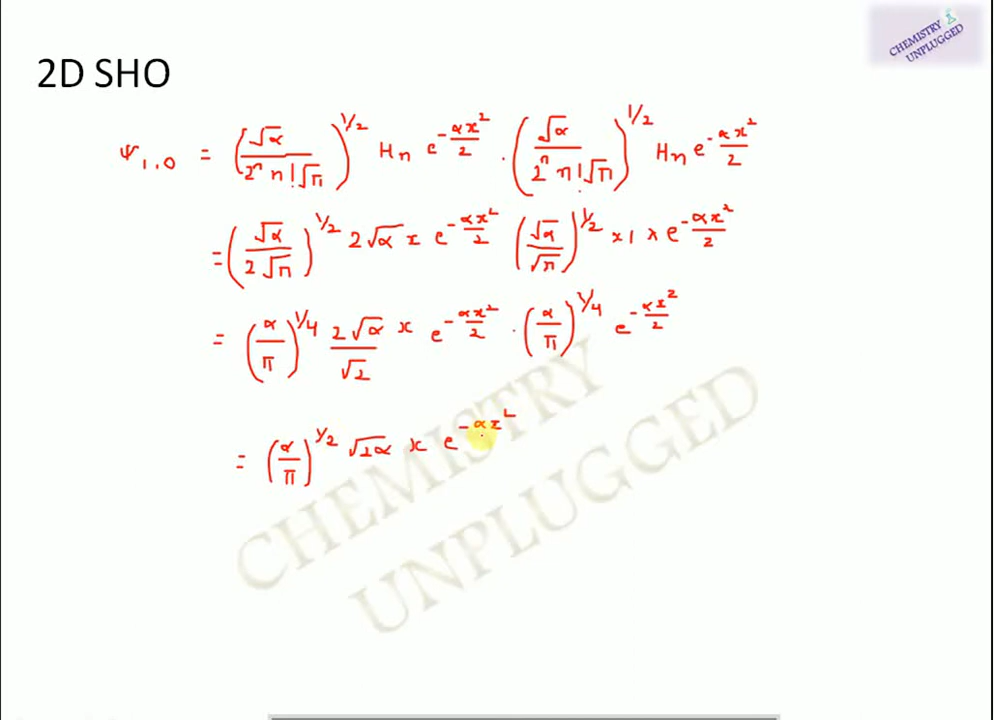 CHEMISTRY
UNPLUGGED
2D SHO
Ψ₁,₀ = (√α / 2ⁿ n!√π)^1/2 Hn e^-αx²/2 · (√α / 2ⁿ n!√π)^1/2 Hn e^-αx²/2
= (√α / 2√π)^1/2 2√α x e^-αx²/2 (√α / √π)^1/2 × 1 × e^-αx²/2
= (α/π)^1/4 2√α / √2 x e^-αx²/2 · (α/π)^1/4 e^-αx²/2
= (α/π)^1/2 √2α x e^-αx²
CHEMISTRY
UNPLUGGED